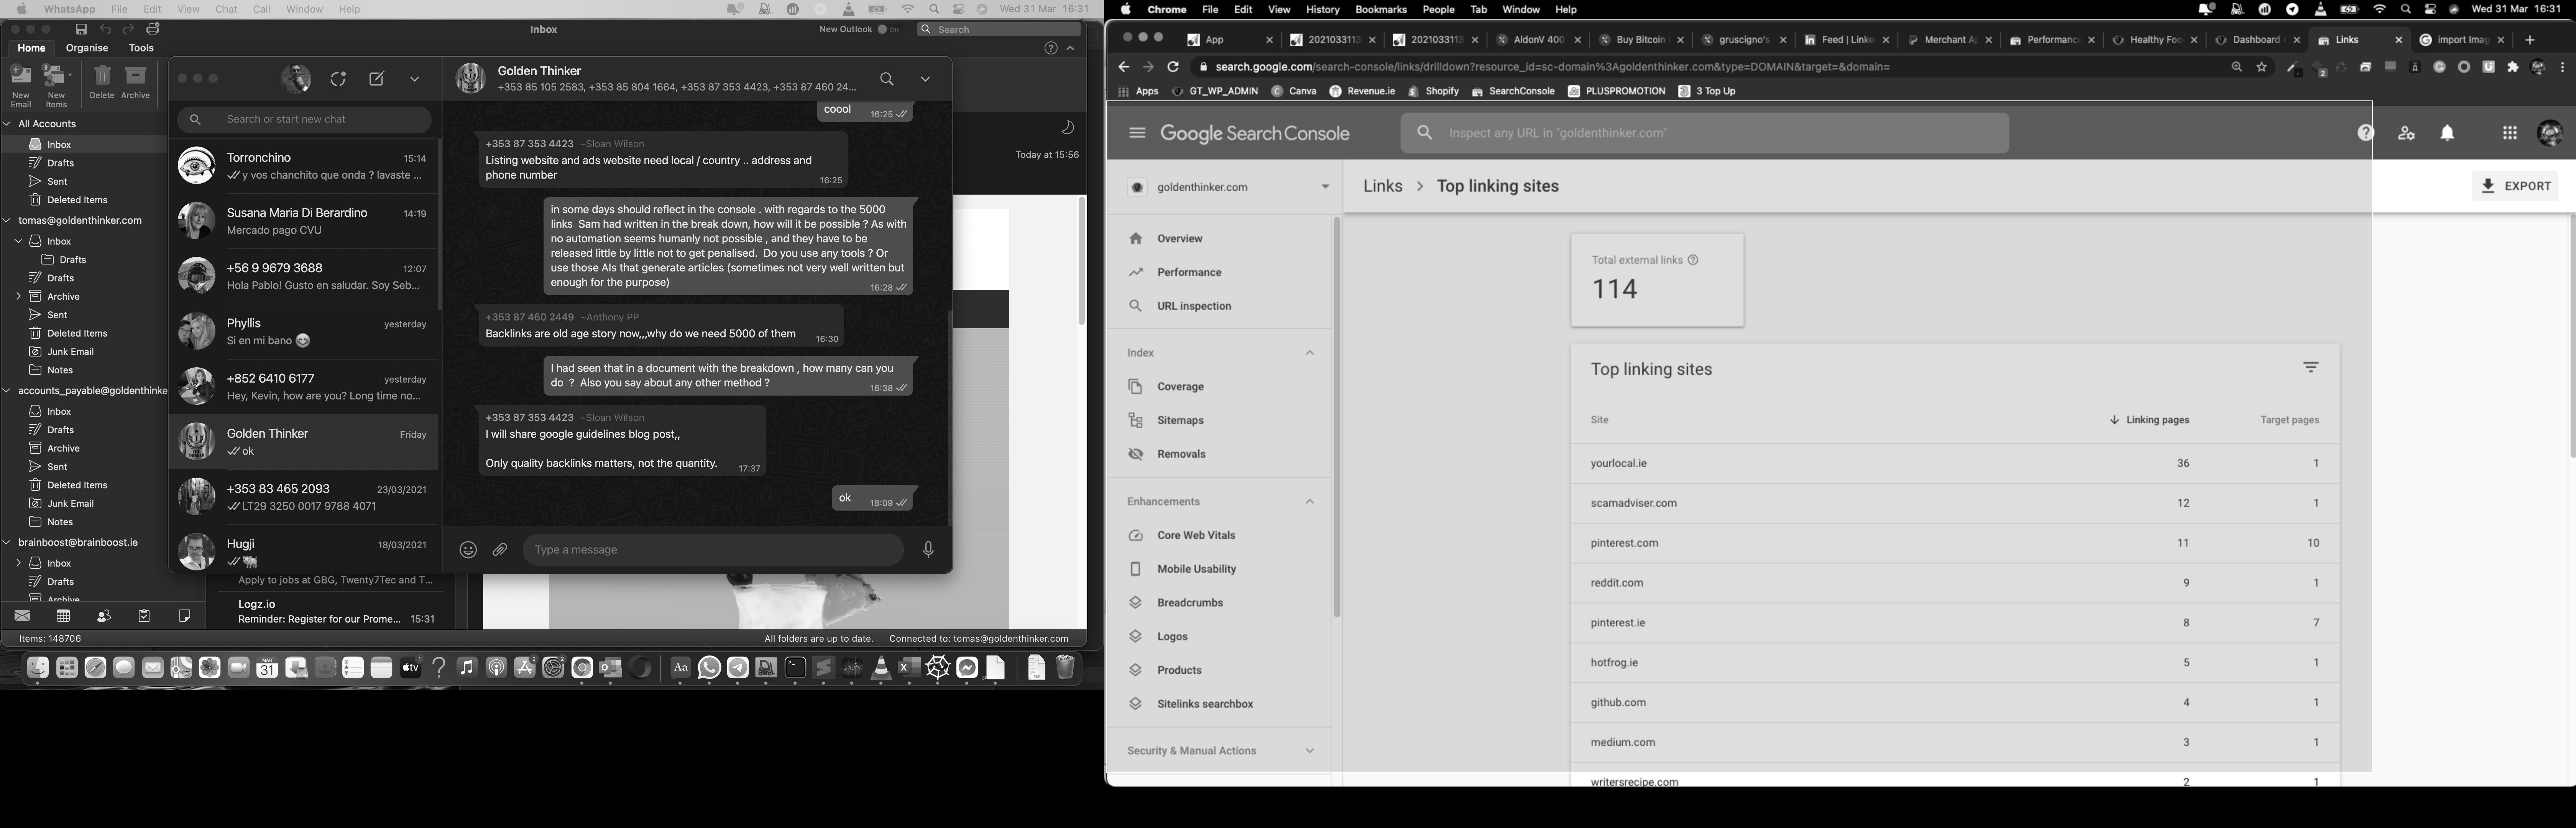 WhatsApp File Edit View Chat Call Window Help
Wed 31 Mar 16:31
Inbox
New Outlook Off
Search
Home Organise Tools
New Email
New Items
Delete
Archive
All Accounts
Inbox
Drafts
Sent
Deleted Items
tomas@goldenthinker.com
Inbox
Drafts
Drafts
Archive
Sent
Deleted Items
Junk Email
Notes
accounts_payable@goldenthinke
Inbox
Drafts
Archive
Sent
Deleted Items
Junk Email
Notes
brainboost@brainboost.ie
Inbox
Drafts
Archive
Items: 148706
Search or start new chat
Torronchino 15:14
y vos chanchito que onda ? lavaste ...
Susana Maria Di Berardino 14:19
Mercado pago CVU
+56 9 9679 3688 12:07
Hola Pablo! Gusto en saludar. Soy Seb...
Phyllis yesterday
Si en mi bano
+852 6410 6177 yesterday
Hey, Kevin, how are you? Long time no...
Golden Thinker Friday
ok
+353 83 465 2093 23/03/2021
LT29 3250 0017 9788 4071
Hugji 18/03/2021
Apply to jobs at GBG, Twenty7Tec and T...
Logz.io
Reminder: Register for our Prome... 15:31
Golden Thinker
+353 85 105 2583, +353 85 804 1664, +353 87 353 4423, +353 87 460 24...
coool
16:25
+353 87 353 4423 ~Sloan Wilson
Listing website and ads website need local / country .. address and
phone number
16:25
in some days should reflect in the console . with regards to the 5000
links Sam had written in the break down, how will it be possible ? As with
no automation seems humanly not possible , and they have to be
released little by little not to get penalised. Do you use any tools ? Or
use those AIs that generate articles (sometimes not very well written but
enough for the purpose)
16:28
+353 87 460 2449 ~Anthony PP
Backlinks are old age story now,,,why do we need 5000 of them
16:30
I had seen that in a document with the breakdown , how many can you
do ? Also you say about any other method ?
16:38
+353 87 353 4423 ~Sloan Wilson
I will share google guidelines blog post,,
Only quality backlinks matters, not the quantity.
17:37
ok
18:09
Type a message
Today at 15:56
All folders are up to date. Connected to: tomas@goldenthinker.com
MAR
31
tv
Aa
Chrome File Edit View History Bookmarks People Tab Window Help
Wed 31 Mar 16:31
App
2021033113
2021033113
AldonV 400
Buy Bitcoin
gruscigno's
Feed | Linke
Merchant Ap
Performance
Healthy Foo
Dashboard
Links
import Imag
search.google.com/search-console/links/drilldown?resource_id=sc-domain%3Agoldenthinker.com&type=DOMAIN&target=&domain=
Apps
GT_WP_ADMIN
Canva
Revenue.ie
Shopify
SearchConsole
PLUSPROMOTION
3 Top Up
Google Search Console
Inspect any URL in "goldenthinker.com"
goldenthinker.com
Links > Top linking sites
EXPORT
Overview
Performance
URL inspection
Index
Coverage
Sitemaps
Removals
Enhancements
Core Web Vitals
Mobile Usability
Breadcrumbs
Logos
Products
Sitelinks searchbox
Security & Manual Actions
Total external links
114
Top linking sites
Site Linking pages Target pages
yourlocal.ie 36 1
scamadviser.com 12 1
pinterest.com 11 10
reddit.com 9 1
pinterest.ie 8 7
hotfrog.ie 5 1
github.com 4 1
medium.com 3 1
writersrecipe.com 2 1